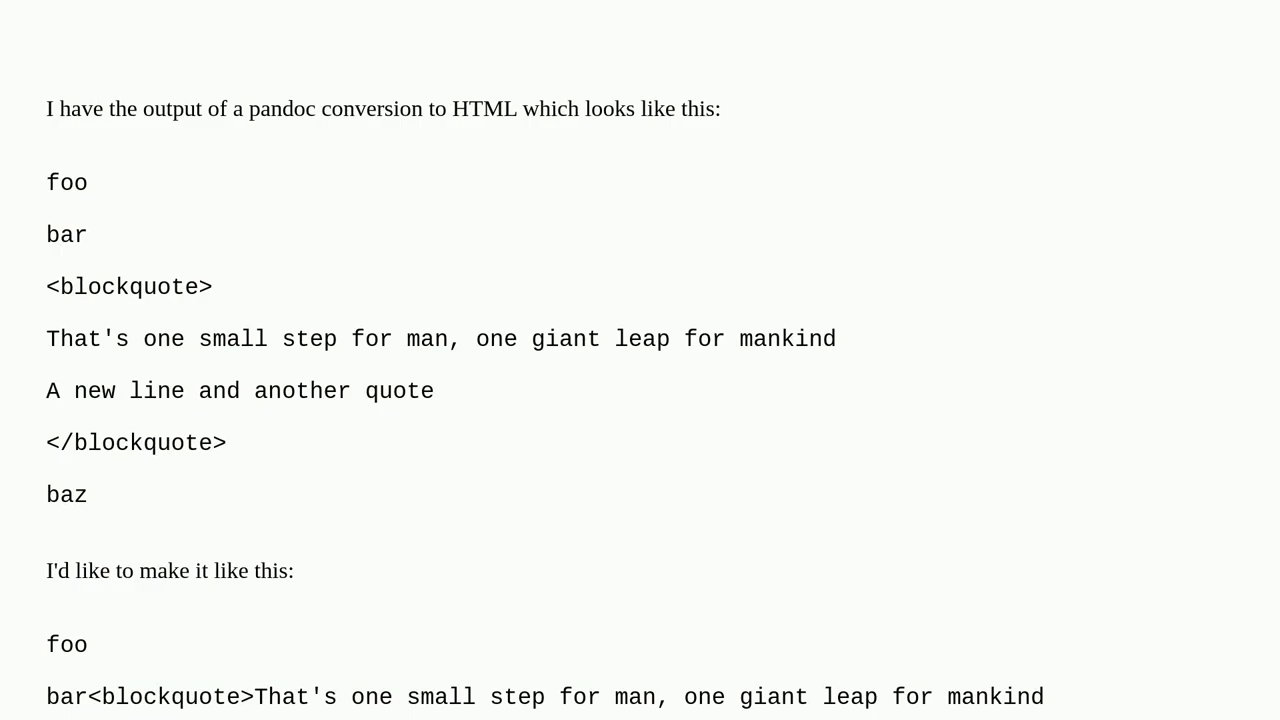 I have the output of a pandoc conversion to HTML which looks like this:
foo
bar
<blockquote>
That's one small step for man, one giant leap for mankind
A new line and another quote
</blockquote>
baz
I'd like to make it like this:
foo
bar<blockquote>That's one small step for man, one giant leap for mankind